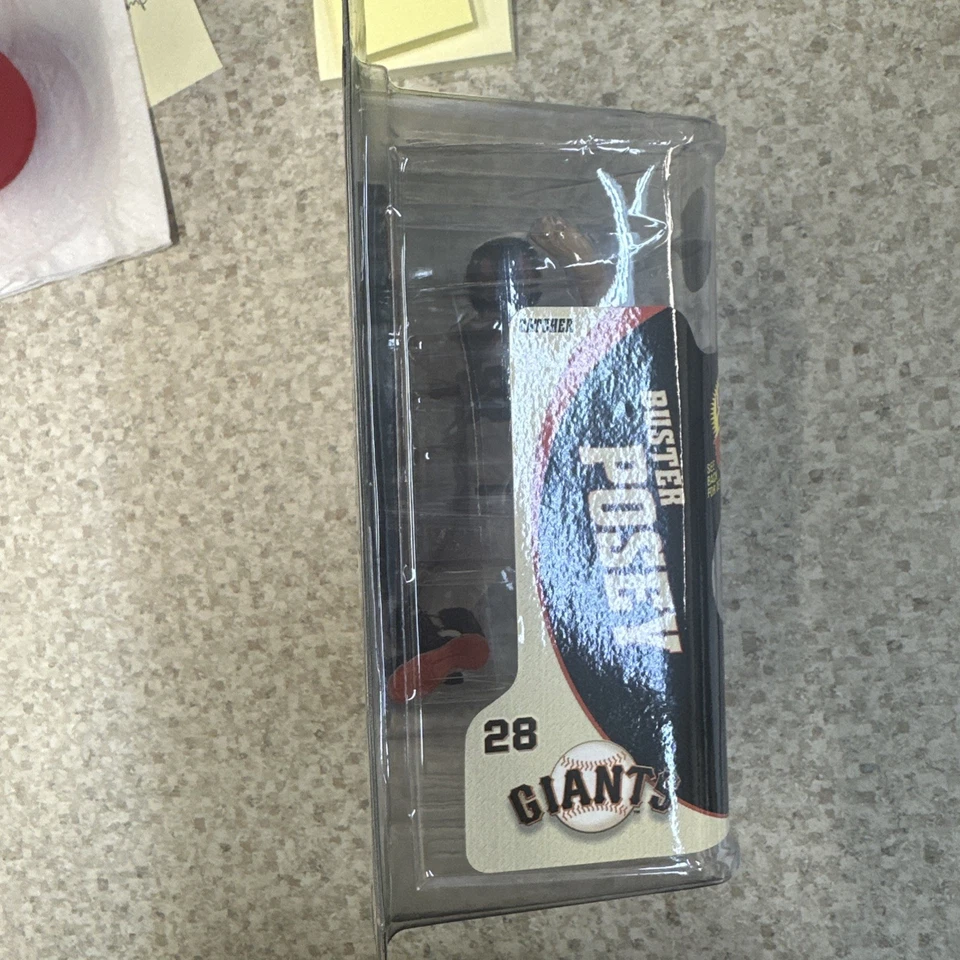 CATCHER
BUSTER
POSEY
28
GIANTS